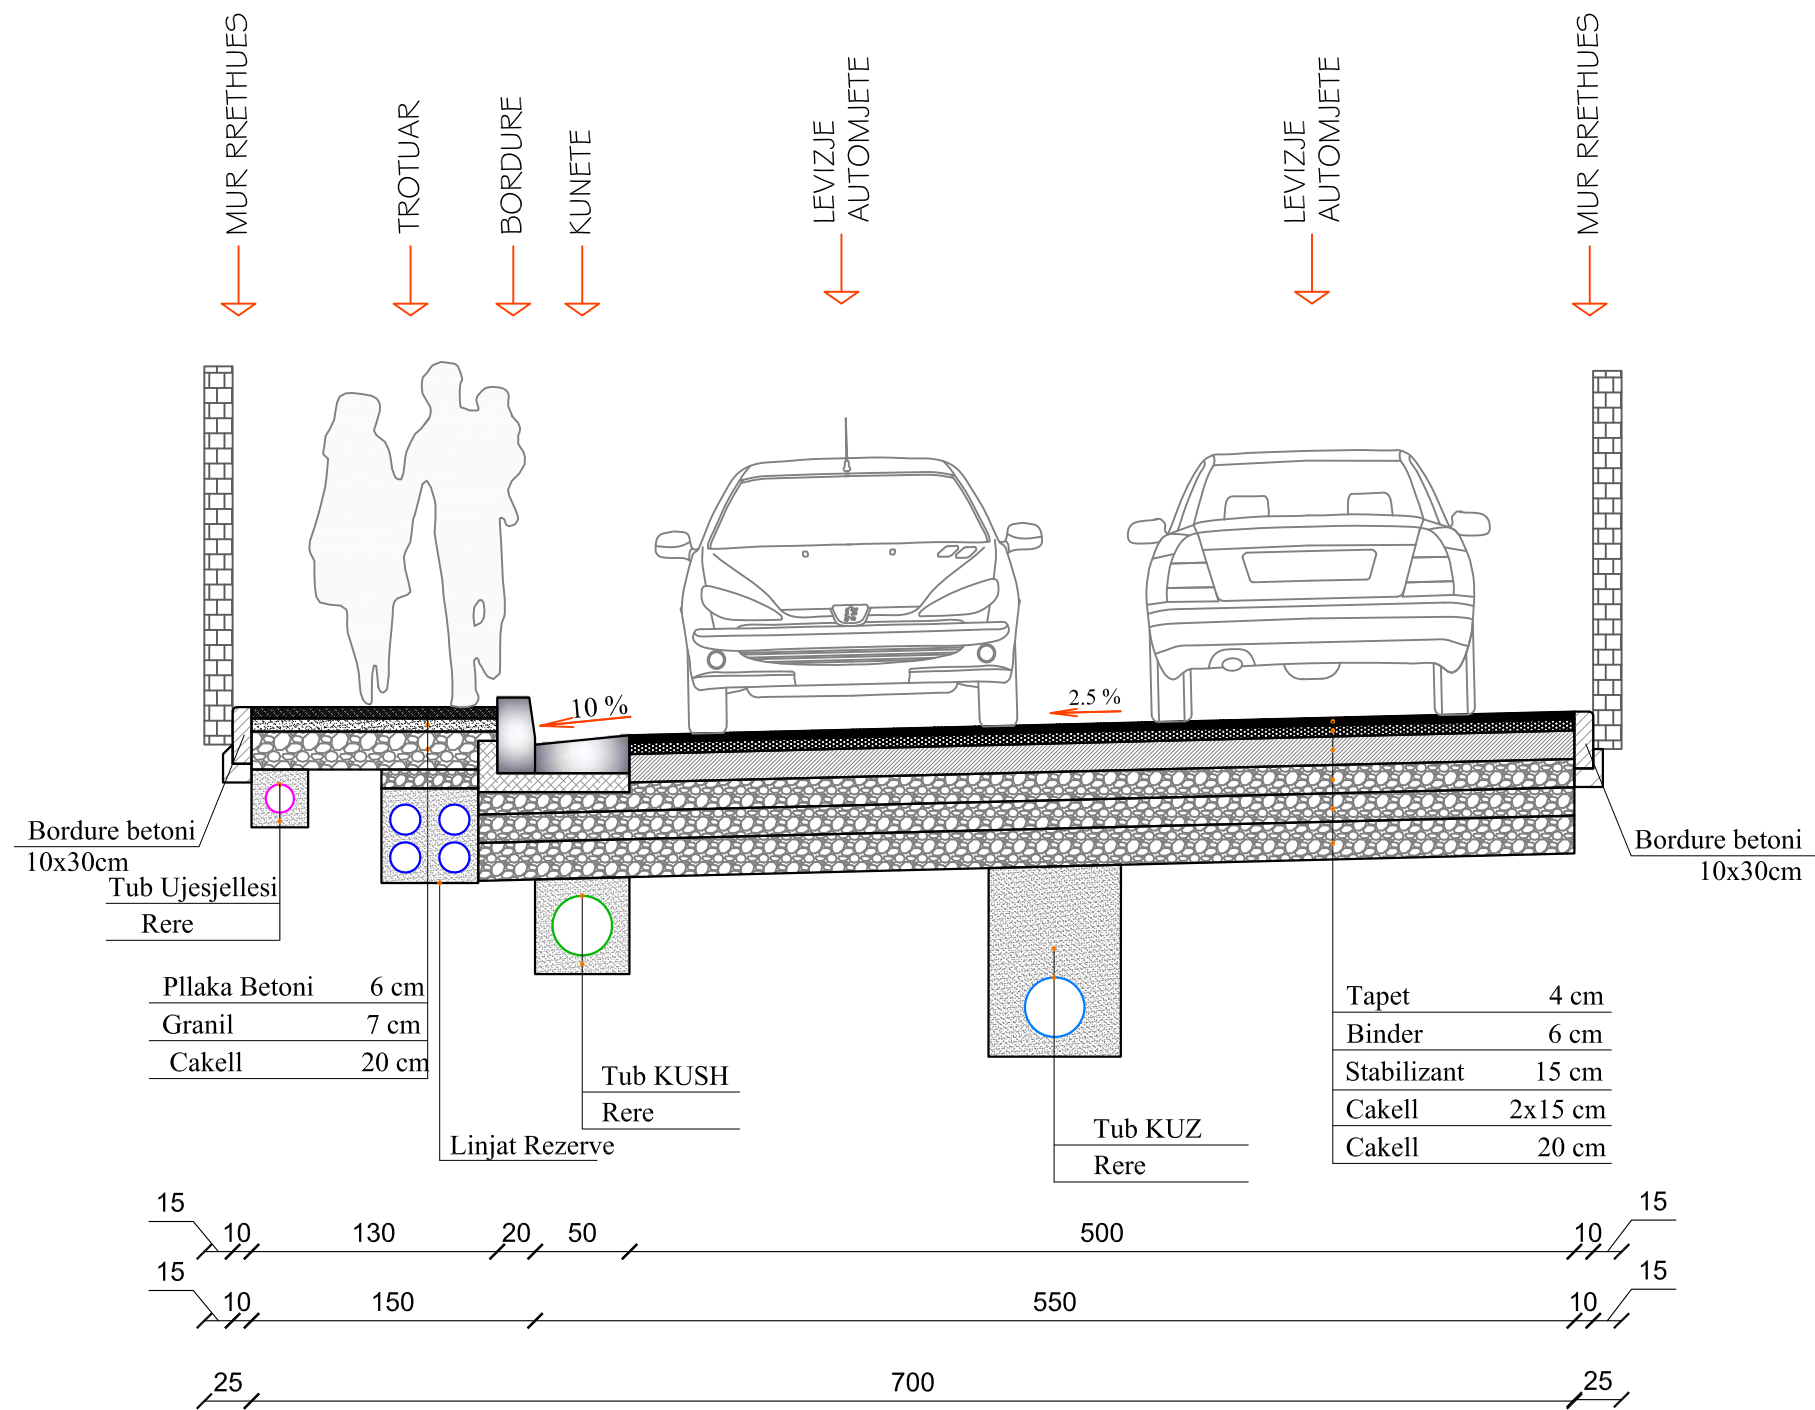 MUR RRETHUES
TROTUAR
BORDURE
KUNETE
LEVIZJE
AUTOMJETE
LEVIZJE
AUTOMJETE
MUR RRETHUES
10 %
2.5 %
Bordure betoni
10x30cm
Tub Ujesjellesi
Rere
Bordure betoni
10x30cm
Pllaka Betoni 6 cm
Granil 7 cm
Cakell 20 cm
Tub KUSH
Rere
Linjat Rezerve
Tub KUZ
Rere
Tapet 4 cm
Binder 6 cm
Stabilizant 15 cm
Cakell 2x15 cm
Cakell 20 cm
15 10 130 20 50 500 10 15
15 10 150 550 10 15
25 700 25